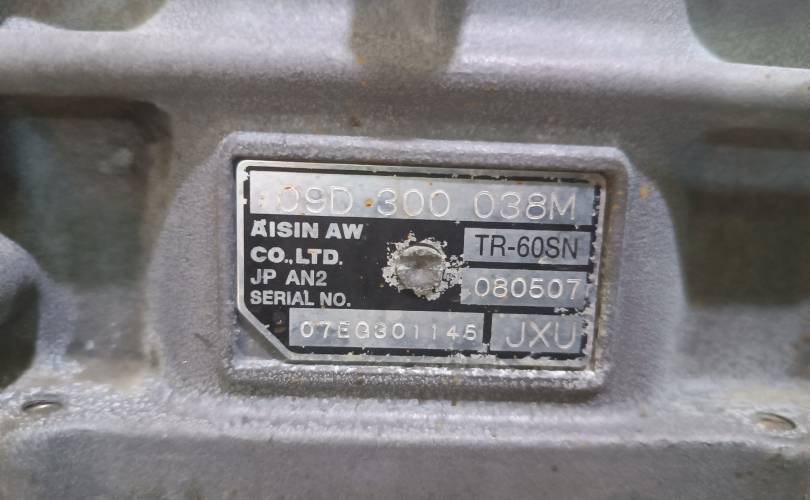 09D 300 038M
AISIN AW
CO.,LTD.
TR-60SN
JP AN2
080507
SERIAL NO.
07EG301145
JXU